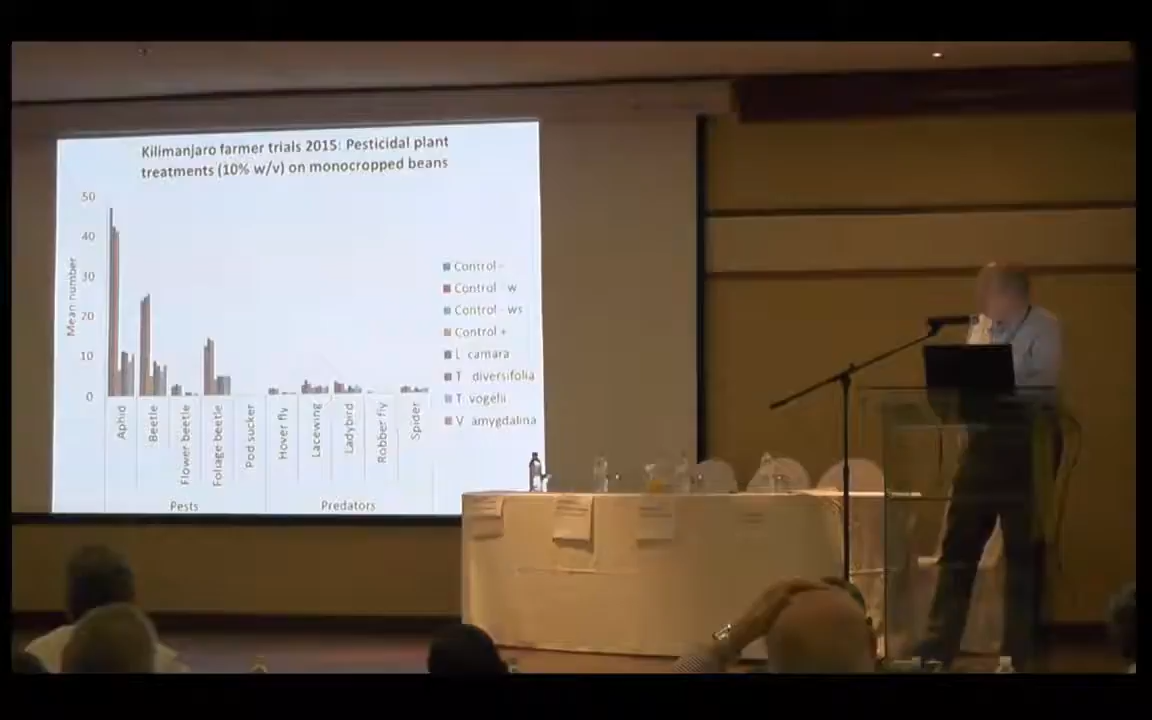 Kilimanjaro farmer trials 2015: Pesticidal plant
treatments (10% w/v) on monocropped beans
50
40
30
20
10
0
Mean number
Control -
Control - w
Control - ws
Control +
L camara
T diversifolia
T vogelii
V amygdalina
Aphid
Beetle
Flower beetle
Foliage beetle
Pod sucker
Hover fly
Lacewing
Ladybird
Robber fly
Spider
Pests
Predators